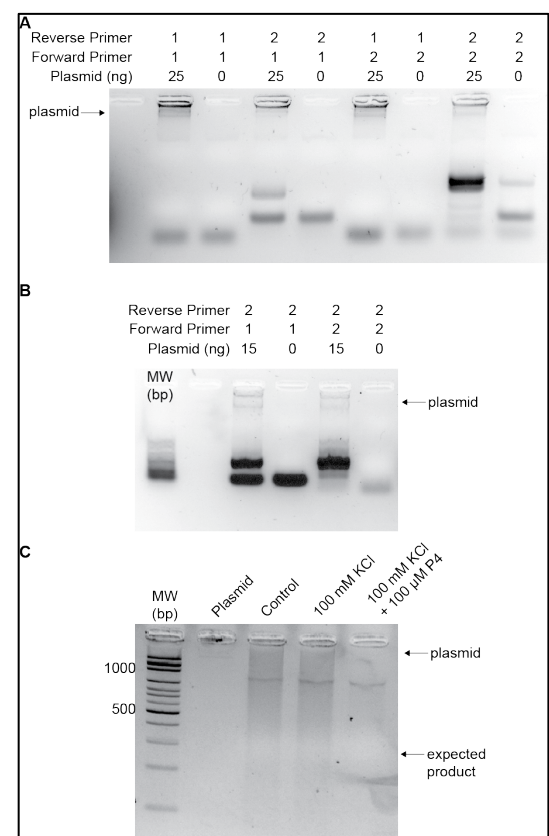 A
Reverse Primer 1 1 2 2 1 1 2 2
Forward Primer 1 1 1 1 2 2 2 2
Plasmid (ng) 25 0 25 0 25 0 25 0
plasmid
B
Reverse Primer 2 2 2 2
Forward Primer 1 1 2 2
Plasmid (ng) 15 0 15 0
MW
(bp)
plasmid
C
MW
(bp)
Plasmid
Control
100 mM KCl
100 mM KCl
+ 100 µM P4
plasmid
1000
500
expected
product